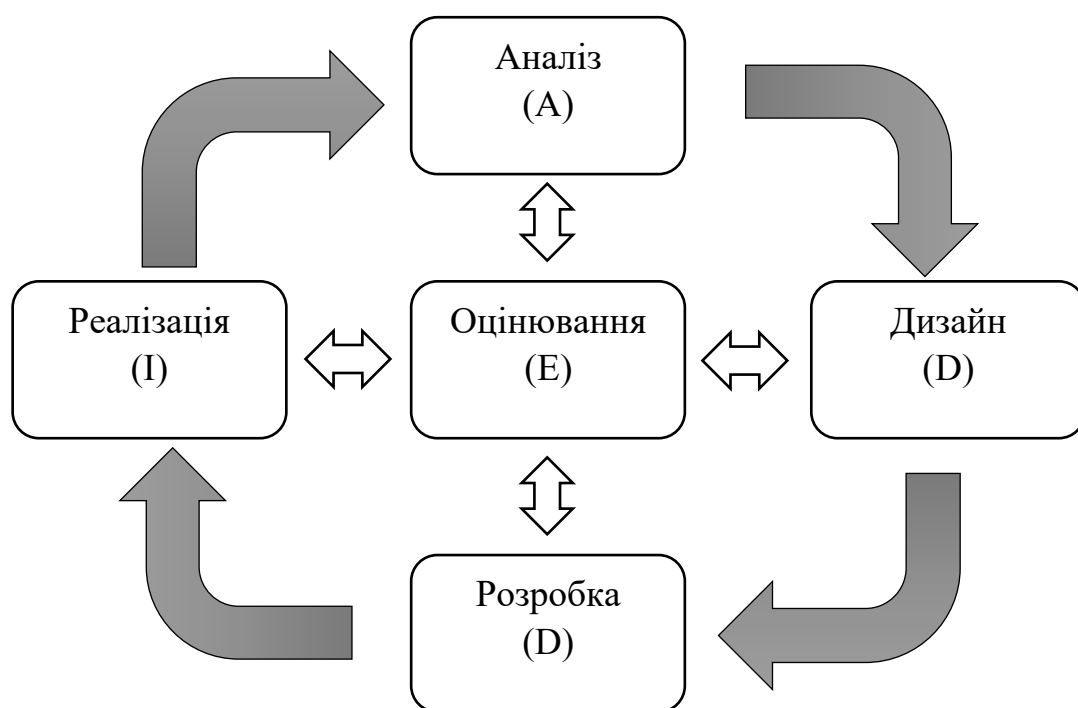 Аналіз
(A)
Реалізація
(I)
Оцінювання
(E)
Дизайн
(D)
Розробка
(D)